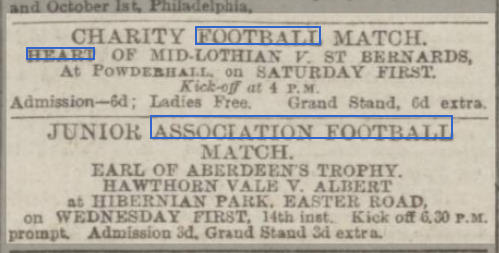 and October 1st, Philadelphia,
CHARITY FOOTBALL MATCH.
HEART OF MID-LOTHIAN V. ST BERNARDS,
At POWDERHALL, on SATURDAY FIRST.
Kick-off at 4 P.M.
Admission—6d; Ladies Free. Grand Stand, 6d extra.
JUNIOR ASSOCIATION FOOTBALL
MATCH.
EARL OF ABERDEEN'S TROPHY.
HAWTHORN VALE V. ALBERT
at HIBERNIAN PARK, EASTER ROAD,
on WEDNESDAY FIRST, 14th inst. Kick off 6.30 P.M.
prompt. Admission 3d, Grand Stand 3d extra.